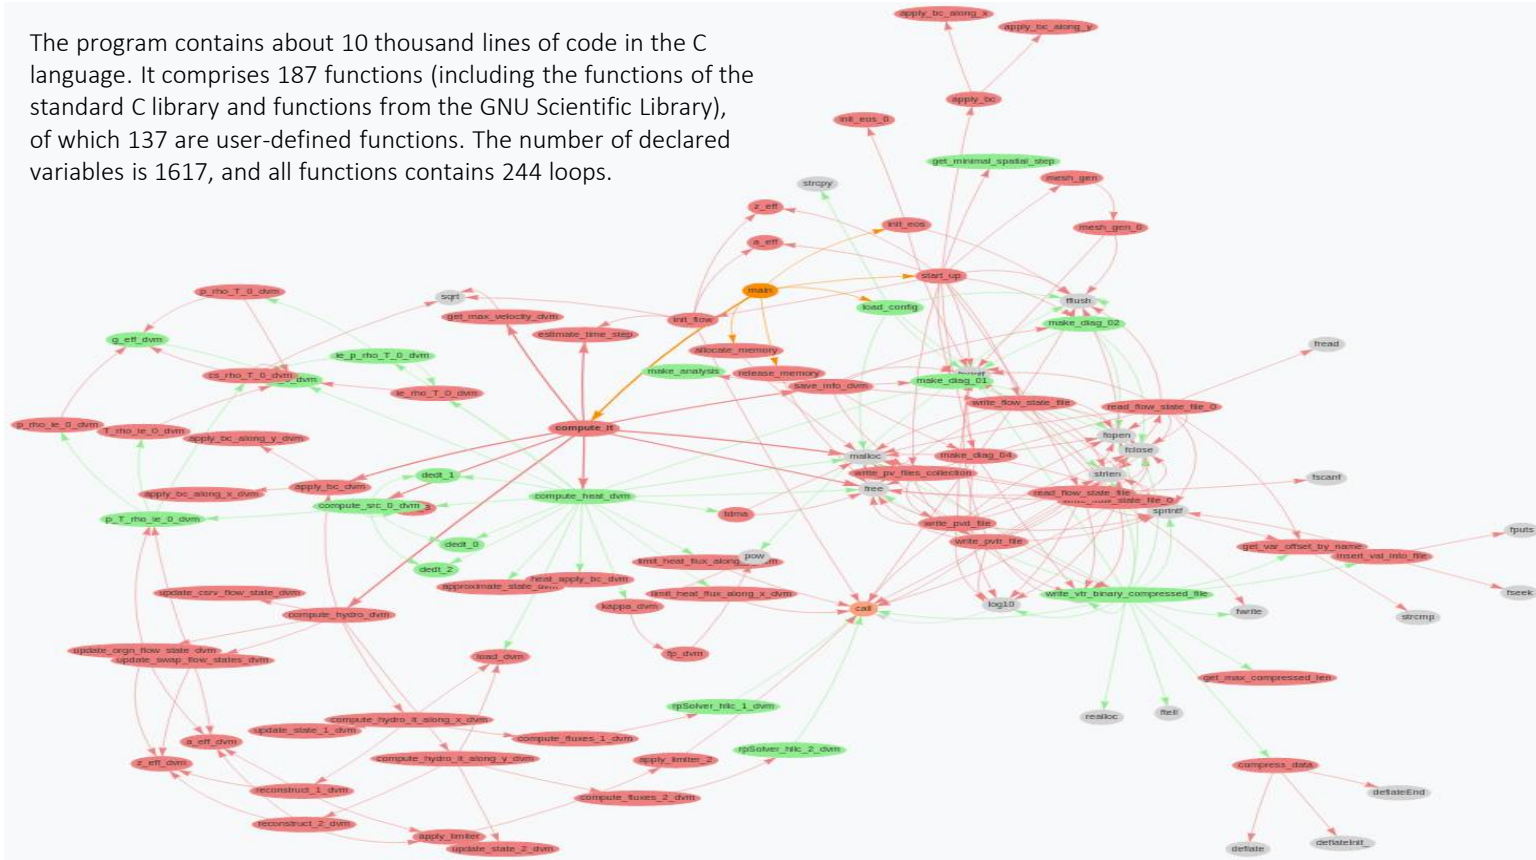 The program contains about 10 thousand lines of code in the C
language. It comprises 187 functions (including the functions of the
standard C library and functions from the GNU Scientific Library),
of which 137 are user-defined functions. The number of declared
variables is 1617, and all functions contains 244 loops.
apply_bc_along_x
apply_bc_along_y
apply_bc
init_eos_0
get_minimal_spatial_step
strcpy
mesh_gen
z_eff
init_eos
mesh_gen_0
a_eff
start_up
p_rho_T_0_dvm
sqrt
main
fflush
get_max_velocity_dvm
load_config
init_flow
make_diag_02
estimate_time_step
g_eff_dvm
fread
allocate_memory
ie_p_rho_T_0_dvm
make_analysis
release_memory
cs_rho_T_0_dvm
make_diag_01
save_info_dvm
ie_rho_T_0_dvm
write_flow_state_file
read_flow_state_file_0
p_rho_ie_0_dvm
T_rho_ie_0_dvm
compute_it
apply_bc_along_y_dvm
fopen
fclose
malloc
make_diag_04
write_pv_files_collection
dedt_1
strlen
fscanf
apply_bc_dvm
free
apply_bc_along_x_dvm
compute_heat_dvm
read_flow_state_file
compute_src_0_dvm
sprintf
tdma
p_T_rho_ie_0_dvm
write_pvd_file
fputs
write_pvtr_file
dedt_0
get_var_offset_by_name
insert_val_into_file
pow
dedt_2
heat_apply_bc_dvm
limit_heat_flux_along_x_dvm
update_csrv_flow_state_dvm
write_vtr_binary_compressed_file
fseek
kappa_dvm
call
log10
fwrite
compute_hydro_dvm
strcmp
update_orgn_flow_state_dvm
update_swap_flow_states_dvm
load_dvm
fp_dvm
get_max_compressed_len
rpSolver_hllc_1_dvm
realloc
ftell
compute_hydro_it_along_x_dvm
update_state_1_dvm
a_eff_dvm
compute_fluxes_1_dvm
rpSolver_hllc_2_dvm
compute_hydro_it_along_y_dvm
apply_limiter_2
z_eff_dvm
compress_data
reconstruct_1_dvm
compute_fluxes_2_dvm
deflateEnd
reconstruct_2_dvm
apply_limiter
update_state_2_dvm
deflate
deflateInit_